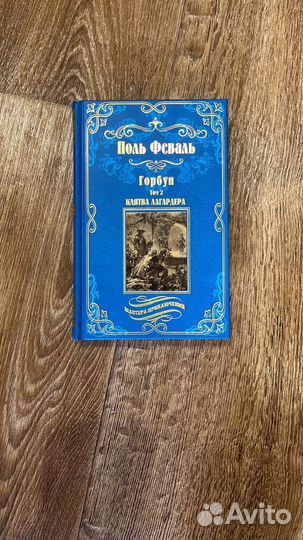 Поль Феваль
Горбун
Том 2
КЛЯТВА ЛАГАРДЕРА
МАСТЕРА ПРИКЛЮЧЕНИЙ
Avito